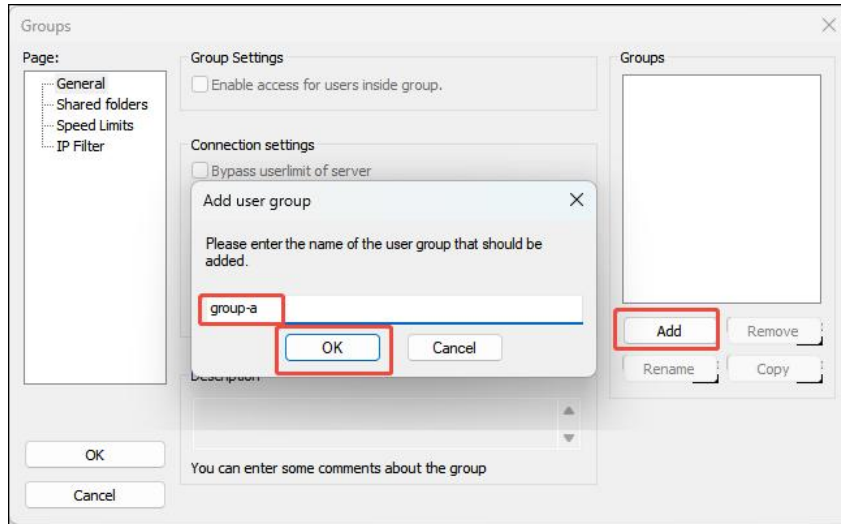 Groups
Page:
General
Shared folders
Speed Limits
IP Filter
OK
Cancel
Group Settings
Enable access for users inside group.
Connection settings
Bypass userlimit of server
Add user group
Please enter the name of the user group that should be
added.
group-a
OK
Cancel
Description
You can enter some comments about the group
Groups
Add
Remove
Rename
Copy